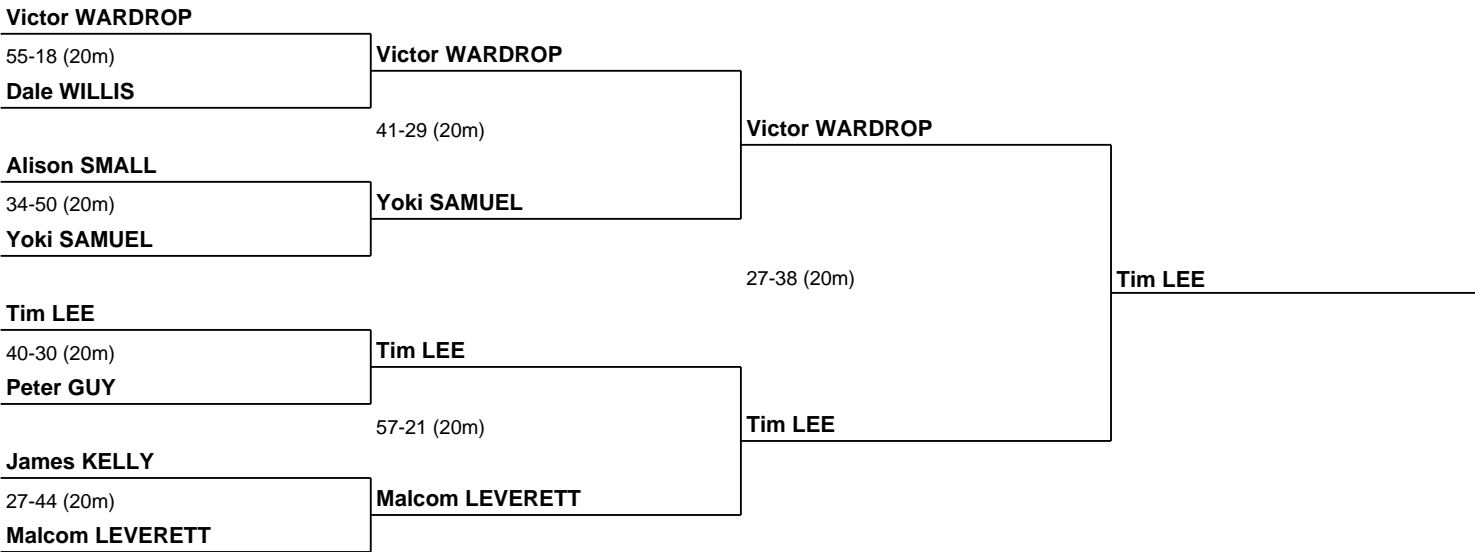 Victor WARDROP
55-18 (20m)
Victor WARDROP
Dale WILLIS
41-29 (20m)
Victor WARDROP
Alison SMALL
34-50 (20m)
Yoki SAMUEL
Yoki SAMUEL
27-38 (20m)
Tim LEE
Tim LEE
40-30 (20m)
Tim LEE
Peter GUY
57-21 (20m)
Tim LEE
James KELLY
27-44 (20m)
Malcom LEVERETT
Malcom LEVERETT